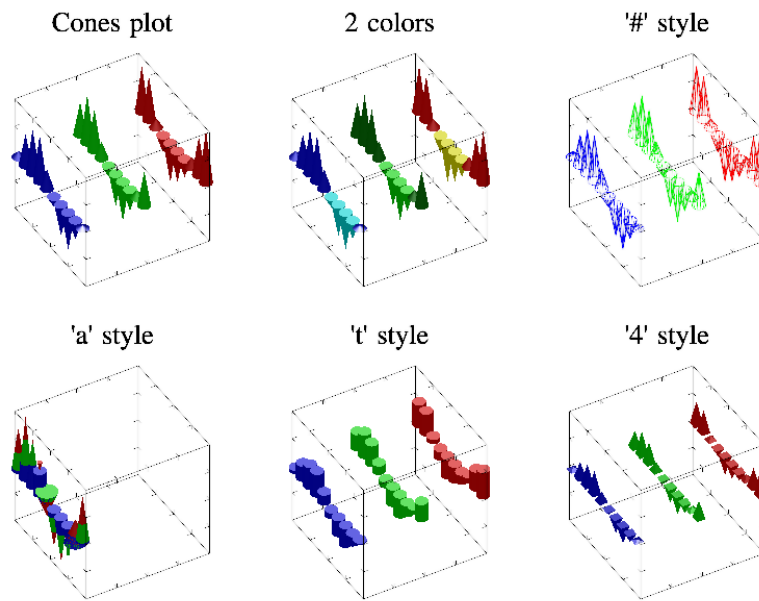 Cones plot
2 colors
'#' style
'a' style
't' style
'4' style